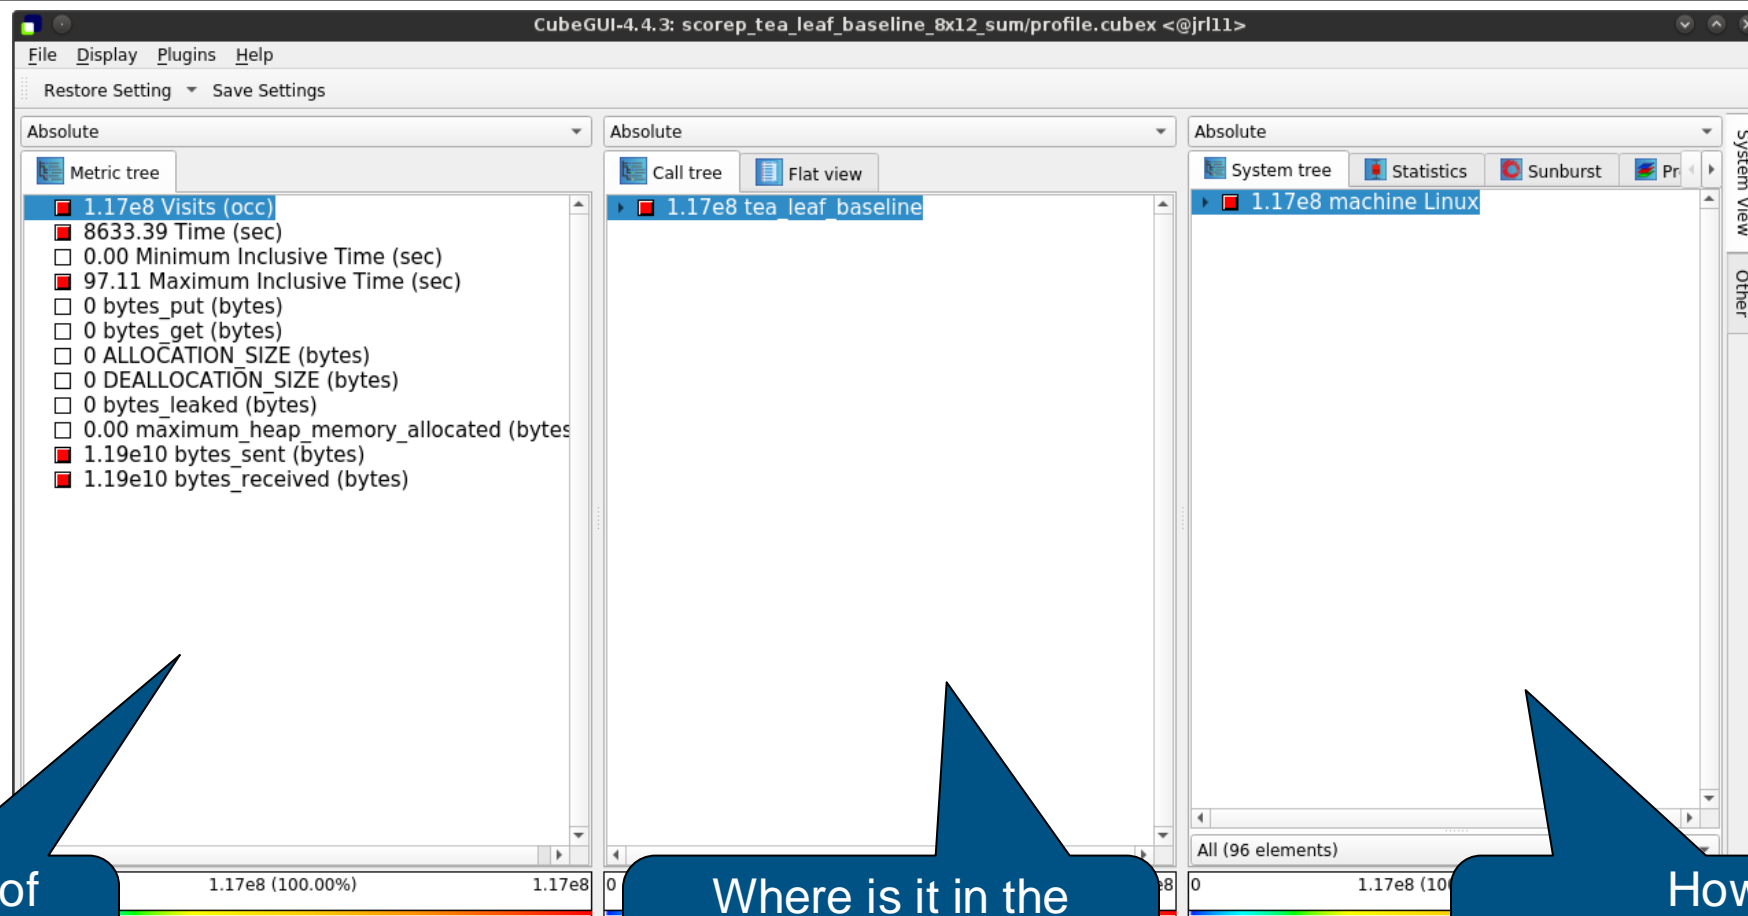 CubeGUI-4.4.3: scorep_tea_leaf_baseline_8x12_sum/profile.cubex <@jrl11>
File Display Plugins Help
Restore Setting Save Settings
Absolute
Metric tree
1.17e8 Visits (occ)
8633.39 Time (sec)
0.00 Minimum Inclusive Time (sec)
97.11 Maximum Inclusive Time (sec)
0 bytes_put (bytes)
0 bytes_get (bytes)
0 ALLOCATION_SIZE (bytes)
0 DEALLOCATION_SIZE (bytes)
0 bytes_leaked (bytes)
0.00 maximum_heap_memory_allocated (bytes
1.19e10 bytes_sent (bytes)
1.19e10 bytes_received (bytes)
1.17e8 (100.00%) 1.17e8
of
Absolute
Call tree Flat view
1.17e8 tea_leaf_baseline
0
Where is it in the
Absolute
System tree Statistics Sunburst
1.17e8 machine Linux
All (96 elements)
0 1.17e8 (10
How
System View
Other